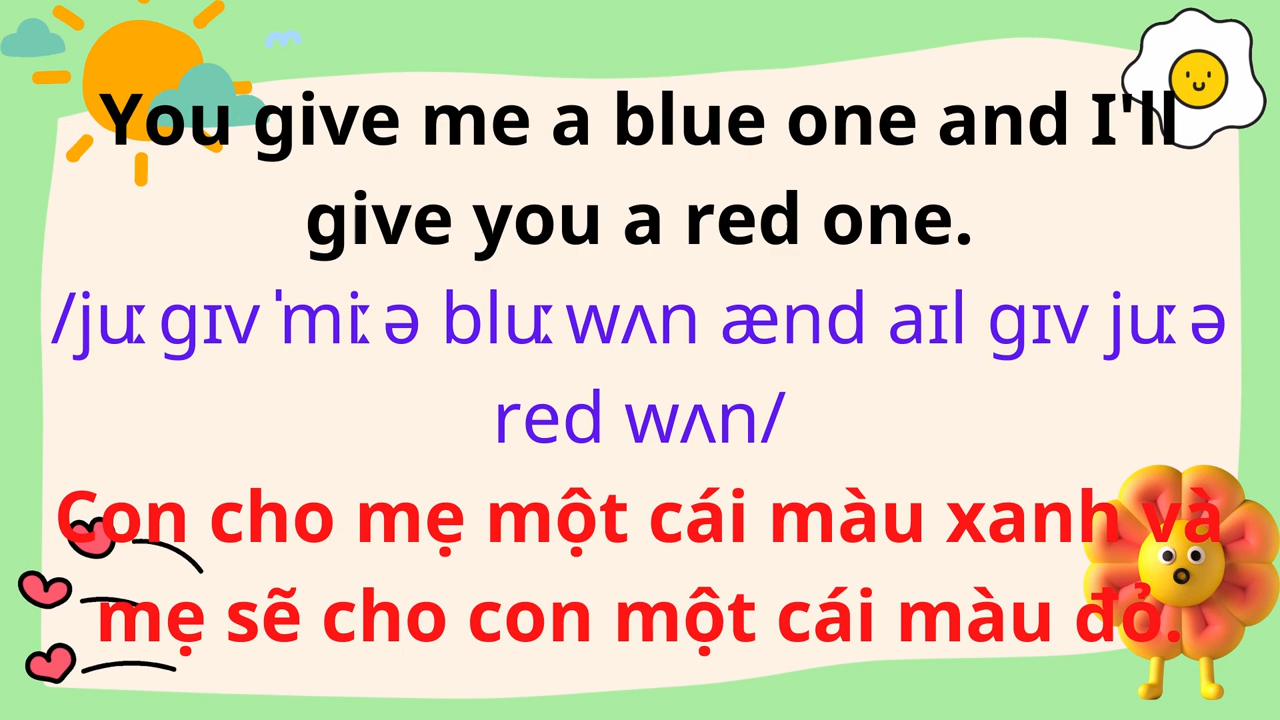 You give me a blue one and I'll
give you a red one.
/juː gɪv ˈmiː ə bluː wʌn ænd aɪl gɪv juː ə
red wʌn/
Con cho mẹ một cái màu xanh và
mẹ sẽ cho con một cái màu đỏ.